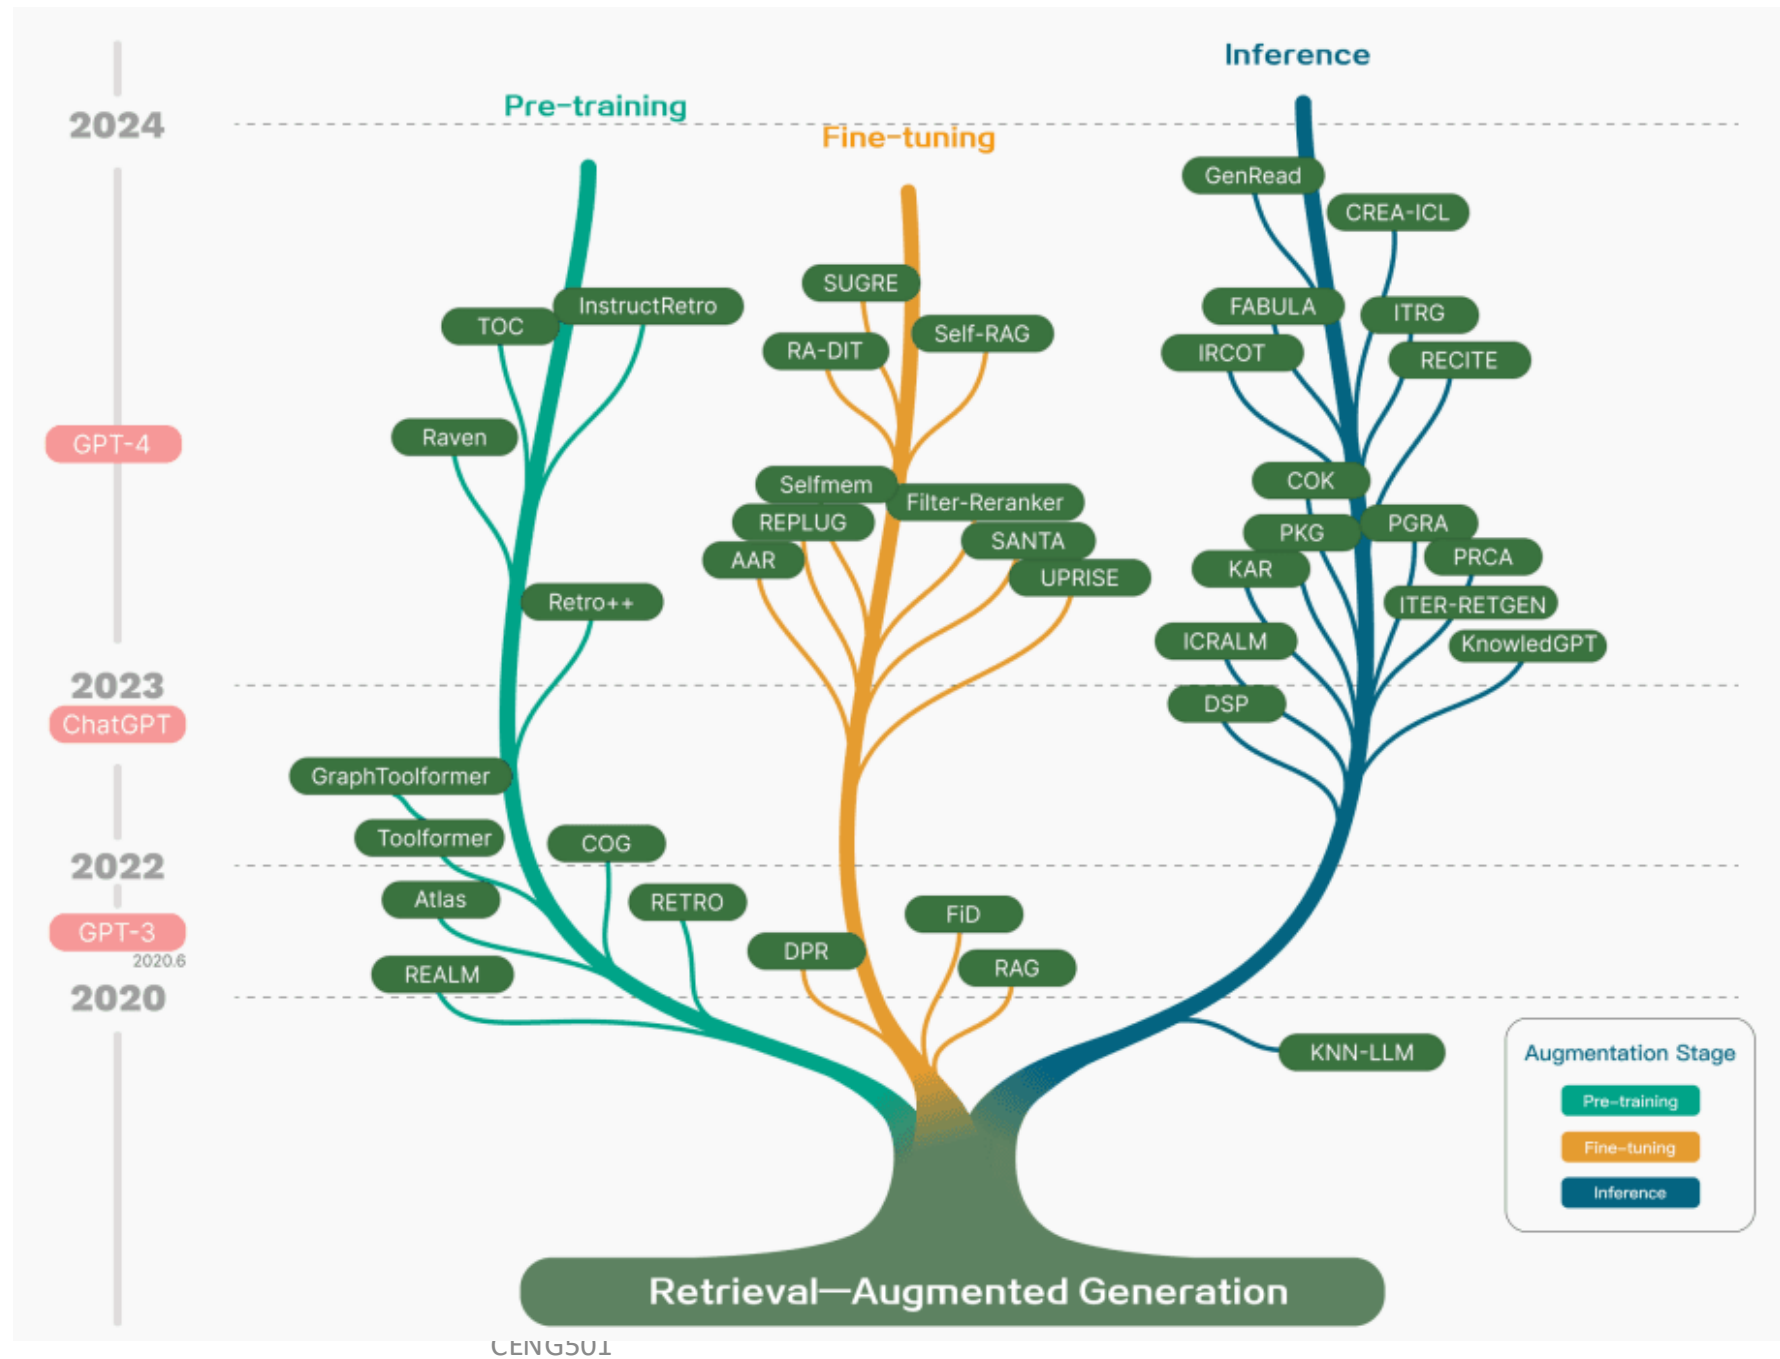 Inference
Pre-training
2024
Fine-tuning
GenRead
CREA-ICL
SUGRE
InstructRetro
FABULA
ITRG
TOC
Self-RAG
RA-DIT
IRCOT
RECITE
Raven
GPT-4
COK
Selfmem
Filter-Reranker
REPLUG
PGRA
PKG
SANTA
AAR
PRCA
KAR
UPRISE
Retro++
ITER-RETGEN
ICRALM
KnowledGPT
2023
DSP
ChatGPT
GraphToolformer
Toolformer
COG
2022
Atlas
RETRO
FiD
GPT-3
2020.6
DPR
RAG
REALM
2020
KNN-LLM
Augmentation Stage
Pre-training
Fine-tuning
Inference
Retrieval—Augmented Generation
CENG501